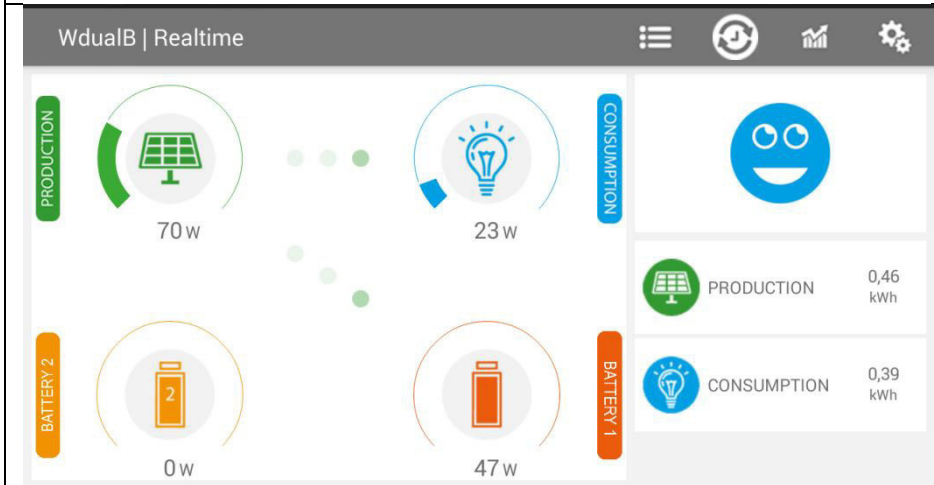 WdualB | Realtime
PRODUCTION
70 W
CONSUMPTION
23 W
BATTERY 2
2
0 W
BATTERY 1
47 W
PRODUCTION
0,46
kWh
CONSUMPTION
0,39
kWh